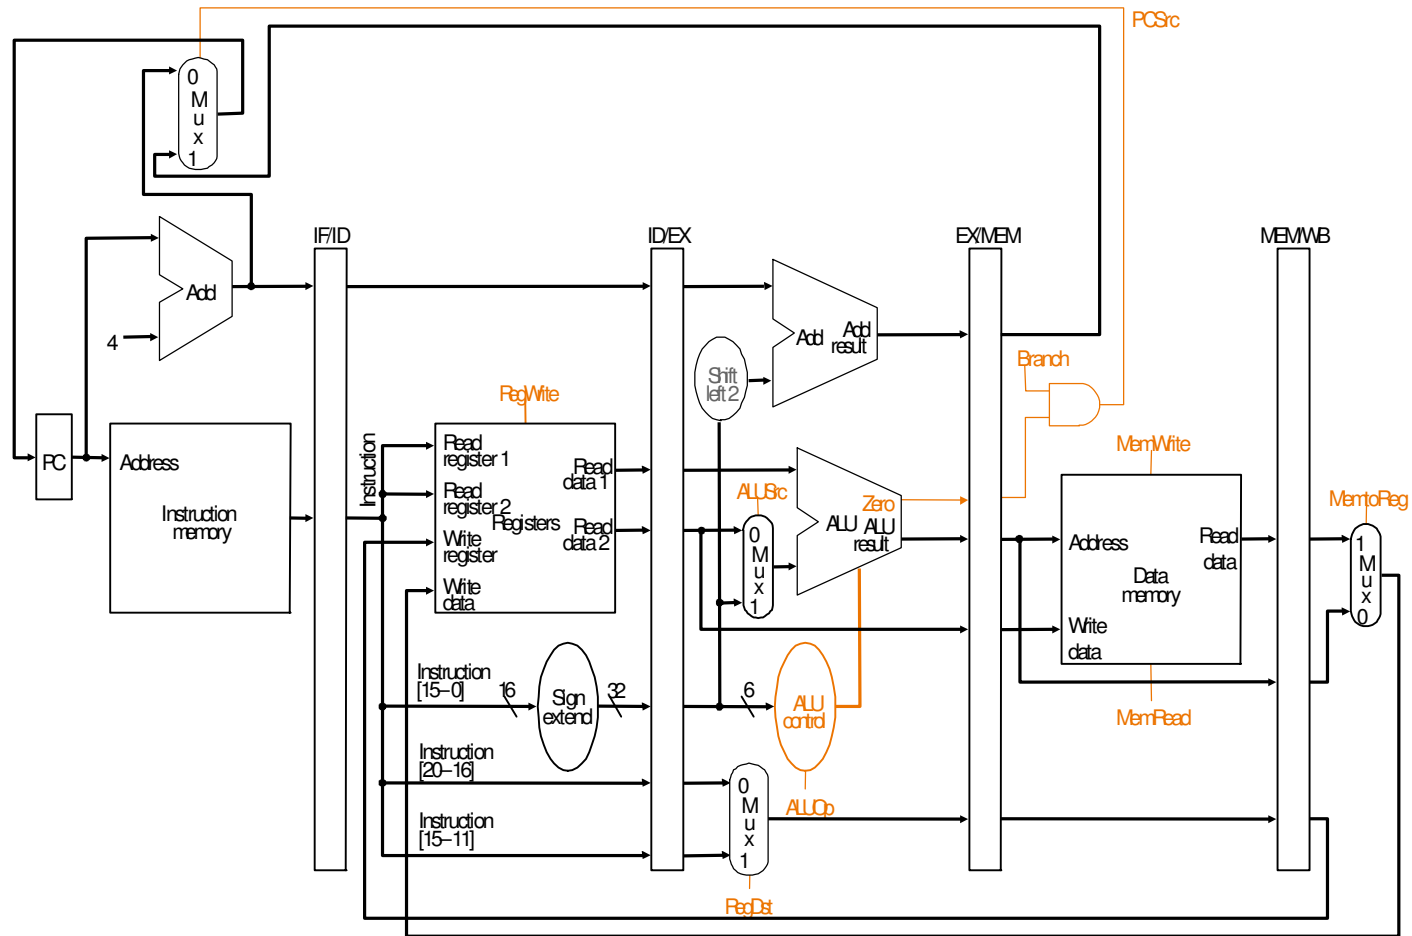 PCSrc
0
M
u
x
1
IF/ID
ID/EX
EX/MEM
MEM/WB
Add
4
Add
Add
result
Shift
left 2
Branch
RegWrite
PC
Address
Instruction
memory
Instruction
Read
register 1
Read
register 2
Write
register
Write
data
Registers
Read
data 1
Read
data 2
ALUSrc
0
M
u
x
1
Zero
ALU
ALU
result
MemWrite
Address
Read
data
Data
memory
Write
data
MemRead
MemtoReg
1
M
u
x
0
Instruction
[15–0]
16
Sign
extend
32
6
ALU
control
ALUOp
Instruction
[20–16]
Instruction
[15–11]
0
M
u
x
1
RegDst